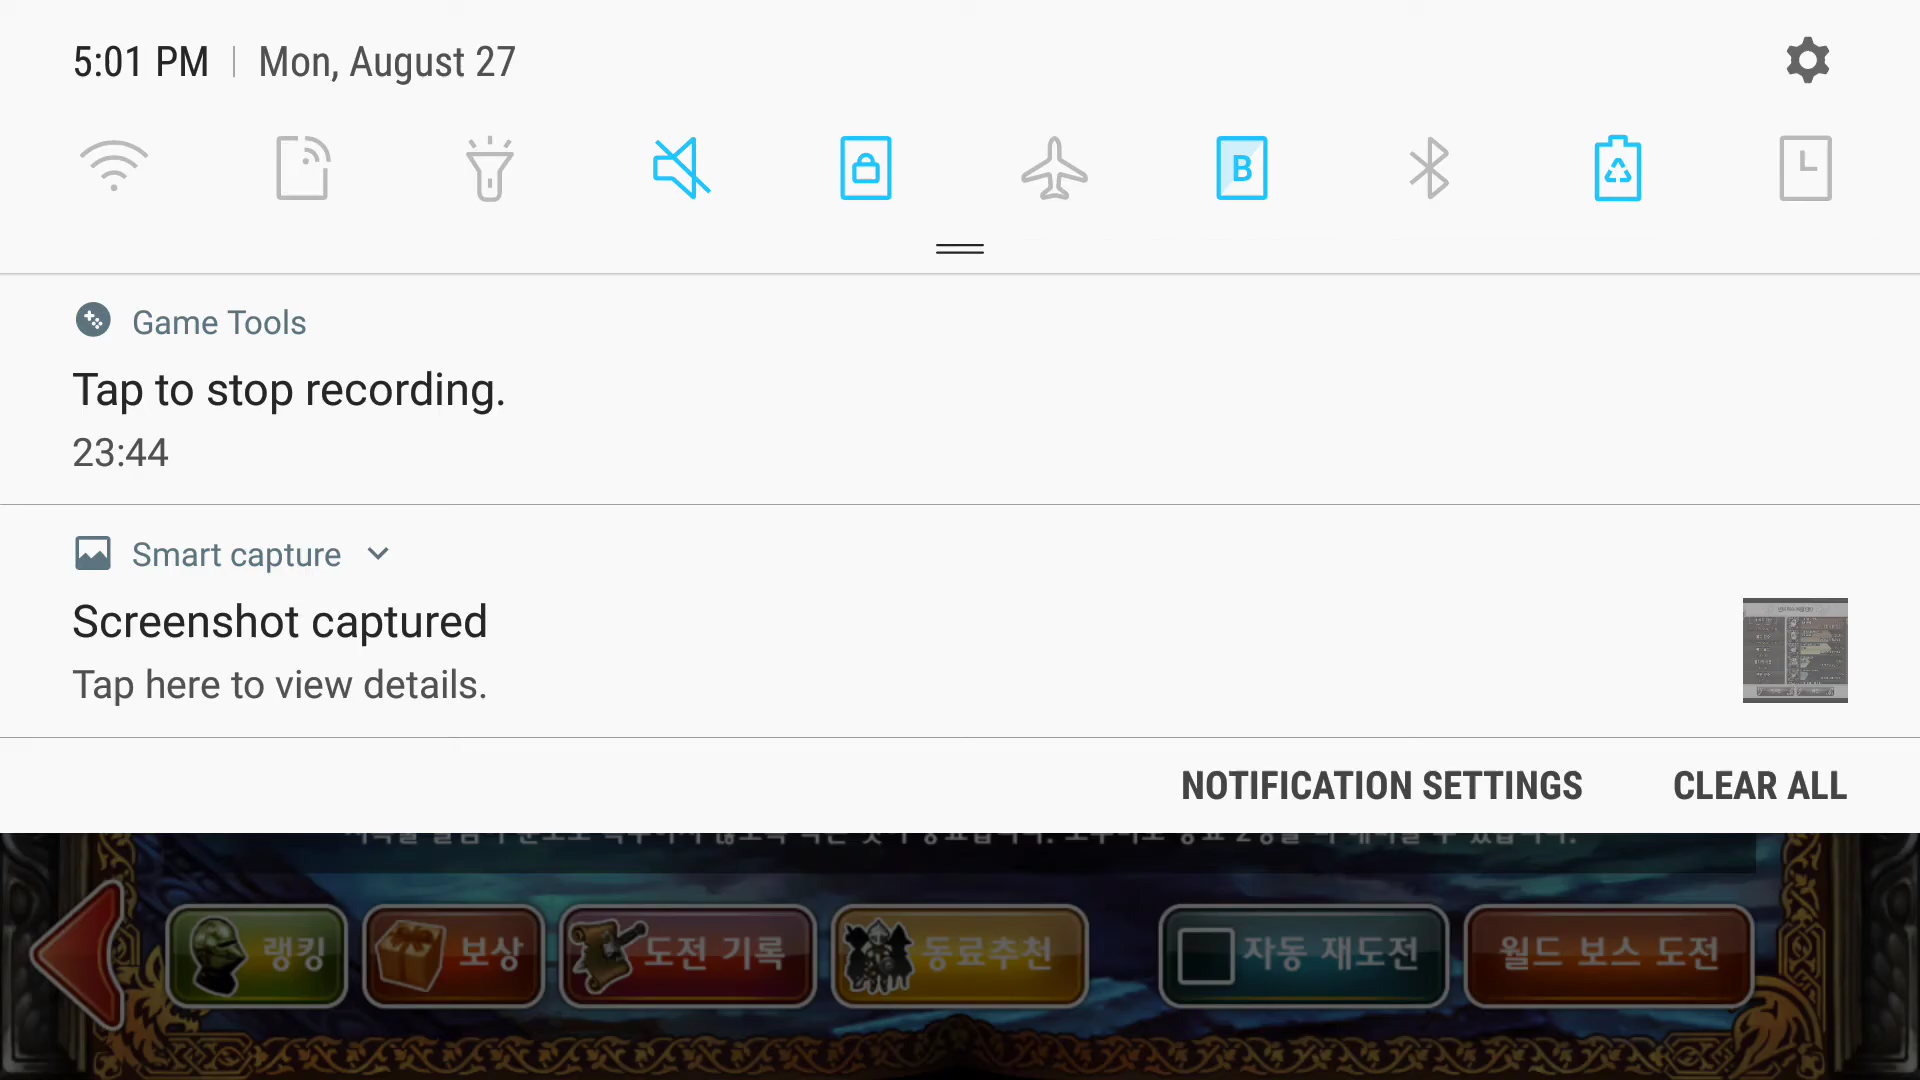 5:01 PM | Mon, August 27
B
Game Tools
Tap to stop recording.
23:44
Smart capture
Screenshot captured
Tap here to view details.
NOTIFICATION SETTINGS CLEAR ALL
랭킹 보상 도전 기록 동료추천 자동 재도전 월드 보스 도전